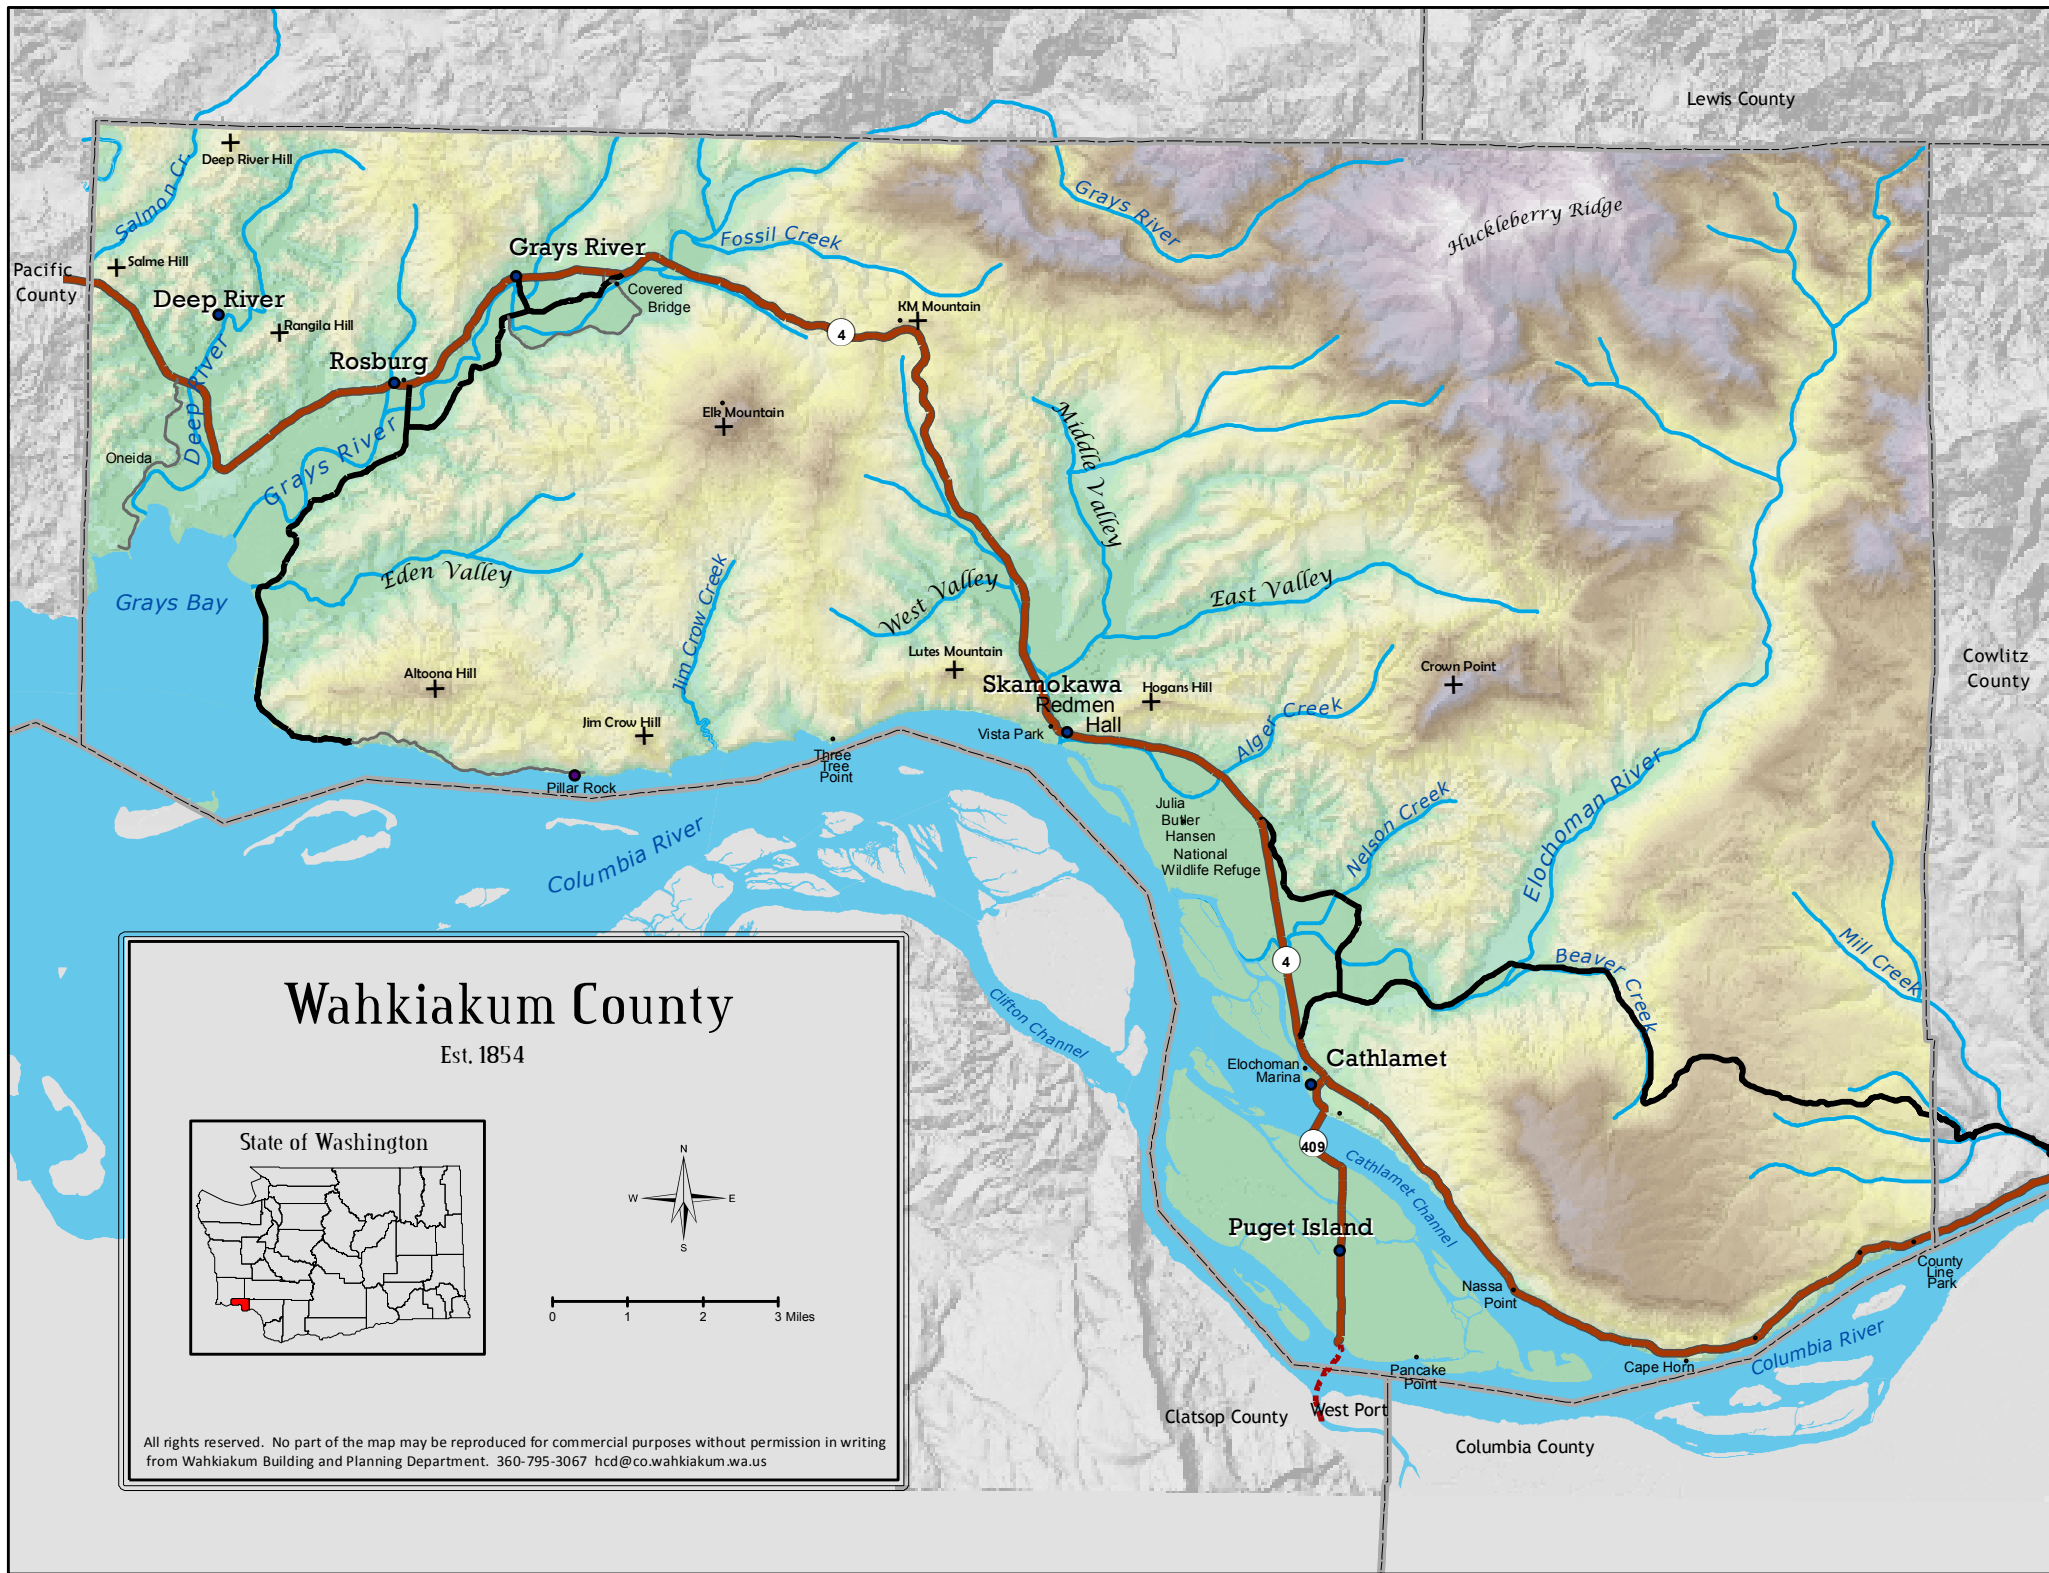 Lewis County
Deep River Hill
Salmon Cr.
Grays River
Huckleberry Ridge
Grays River
Fossil Creek
Pacific
County
Salme Hill
Deep River
Covered
Bridge
KM Mountain
Rangila Hill
4
Rosburg
Deep River
Elk Mountain
Middle Valley
Oneida
Grays River
Grays Bay
Eden Valley
Jim Crow Creek
West Valley
East Valley
Lutes Mountain
Altoona Hill
Crown Point
Cowlitz
County
Skamokawa
Redmen
Hall
Hogans Hill
Jim Crow Hill
Vista Park
Alger Creek
Three
Tree
Point
Pillar Rock
Elochoman River
Julia
Butler
Hansen
National
Wildlife Refuge
Nelson Creek
Columbia River
4
Beaver Creek
Mill Creek
Clifton Channel
Wahkiakum County
Est. 1854
Elochoman
Marina
Cathlamet
State of Washington
N
W
E
S
409
Cathlamet Channel
Puget Island
Nassa
Point
County
Line
Park
0 1 2 3 Miles
Columbia River
Cape Horn
Pancake
Point
Clatsop County
West Port
Columbia County
All rights reserved. No part of the map may be reproduced for commercial purposes without permission in writing
from Wahkiakum Building and Planning Department. 360-795-3067 hcd@co.wahkiakum.wa.us